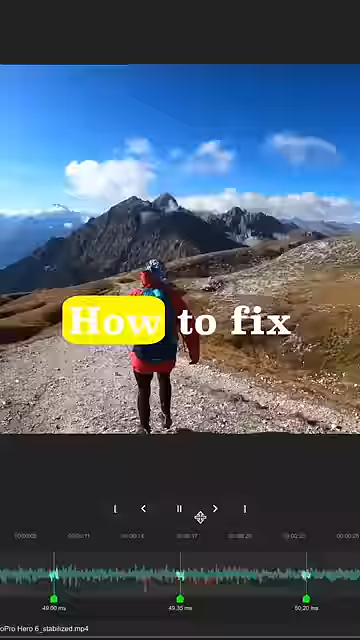 How to fix
49.00 ms
49.35 ms
50.20 ms
oPro Hero 6_stabilized.mp4